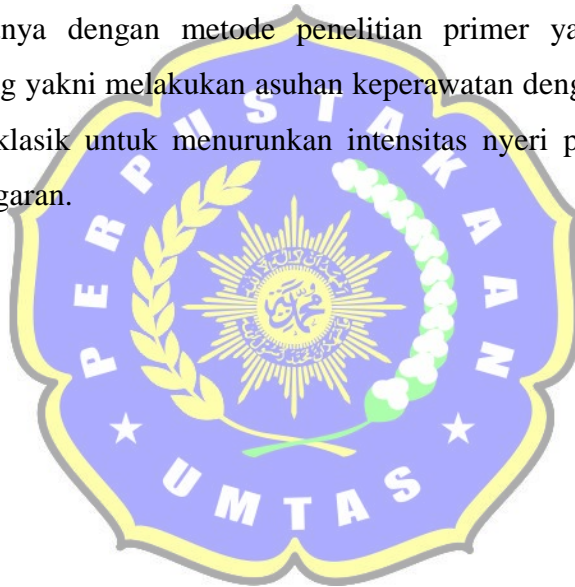 nya dengan metode penelitian primer ya
g yakni melakukan asuhan keperawatan deng
klasik untuk menurunkan intensitas nyeri p
garan.
PERPUSTAKAAN
UMTAS